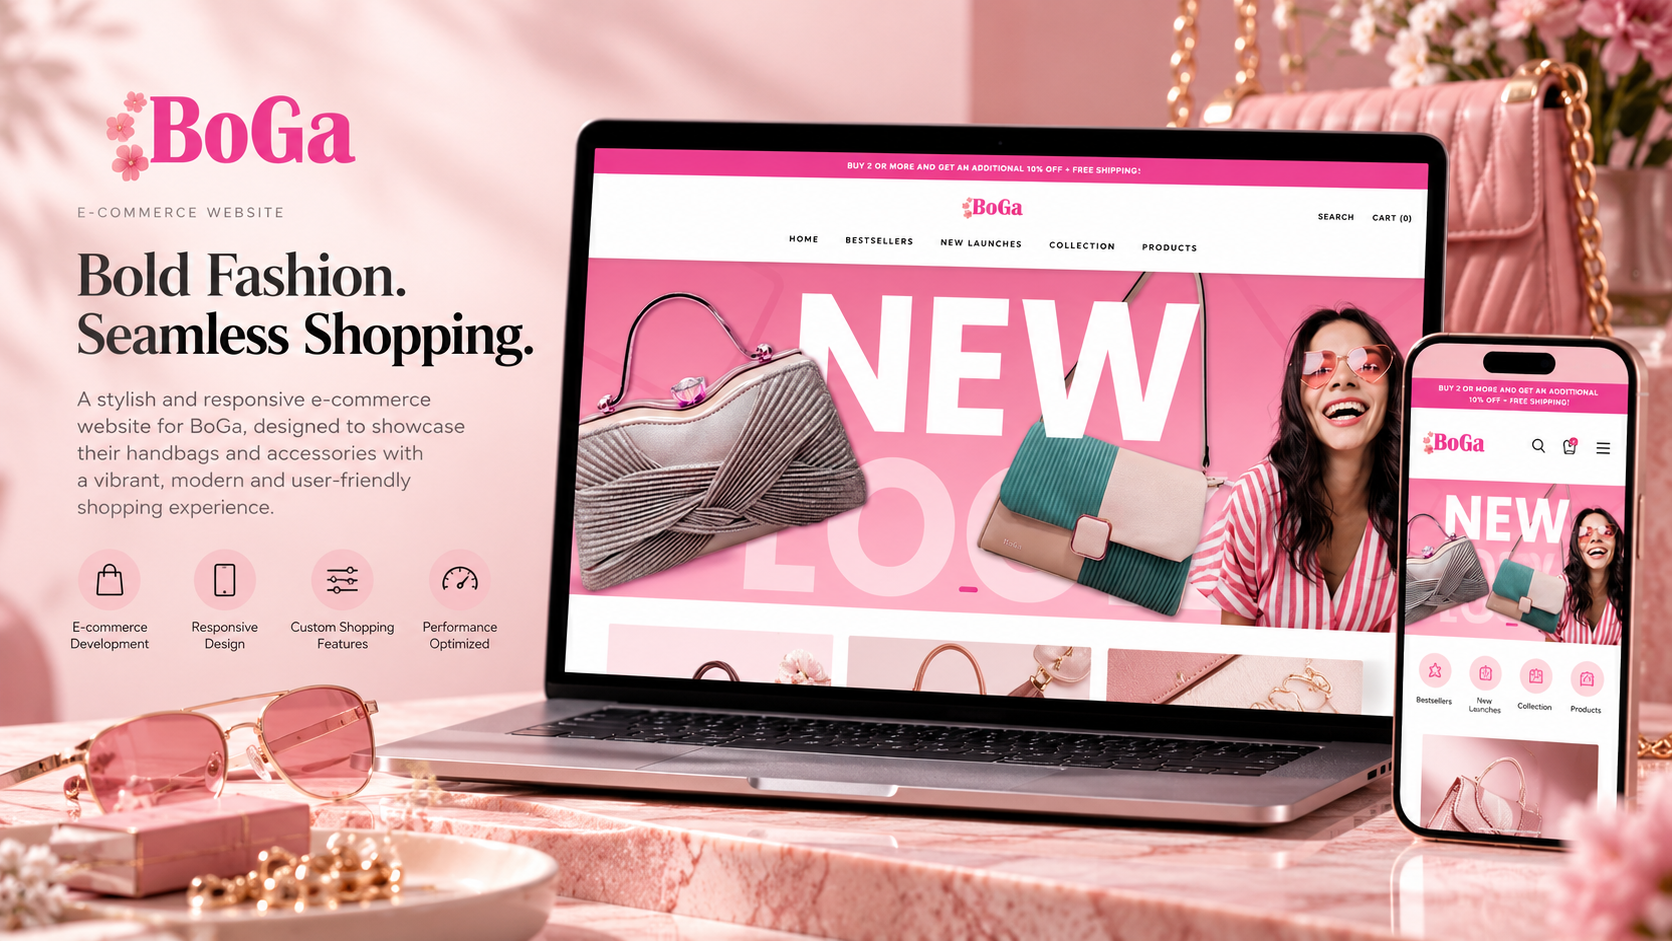 BoGa
E-COMMERCE WEBSITE
Bold Fashion.
Seamless Shopping.
A stylish and responsive e-commerce
website for BoGa, designed to showcase
their handbags and accessories with
a vibrant, modern and user-friendly
shopping experience.
E-commerce
Development
Responsive
Design
Custom Shopping
Features
Performance
Optimized
BUY 2 OR MORE AND GET AN ADDITIONAL 10% OFF + FREE SHIPPING!
BoGa
SEARCH CART (0)
HOME BESTSELLERS NEW LAUNCHES COLLECTION PRODUCTS
NEW
LOOK
BoGa
BUY 2 OR MORE AND GET AN ADDITIONAL
10% OFF + FREE SHIPPING!
BoGa
NEW
LOOK
Bestsellers
New
Launches
Collection
Products